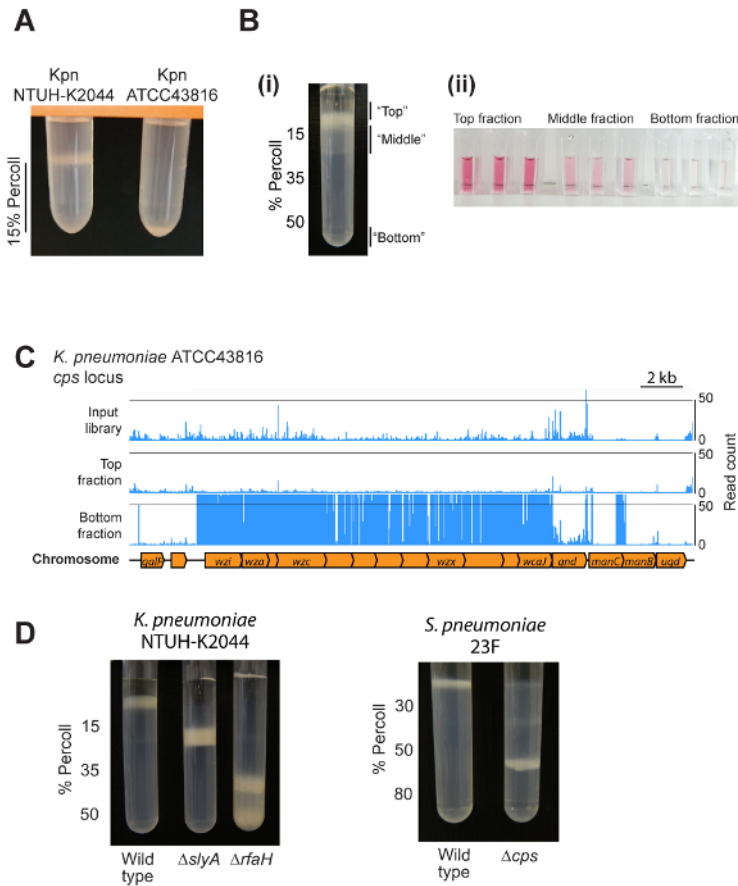 A
Kpn
NTUH-K2044
Kpn
ATCC43816
15% Percoll
B
(i)
% Percoll
15
35
50
"Top"
"Middle"
"Bottom"
(ii)
Top fraction
Middle fraction
Bottom fraction
C
K. pneumoniae ATCC43816
cps locus
2 kb
Input
library
50
0
Top
fraction
50
0
Bottom
fraction
50
0
Read count
Chromosome
galF
wzi
wza
wzc
wzx
wcaJ
gnd
manC
manB
ugd
D
K. pneumoniae
NTUH-K2044
% Percoll
15
35
50
Wild
type
ΔslyA
ΔrfaH
S. pneumoniae
23F
% Percoll
30
50
80
Wild
type
Δcps